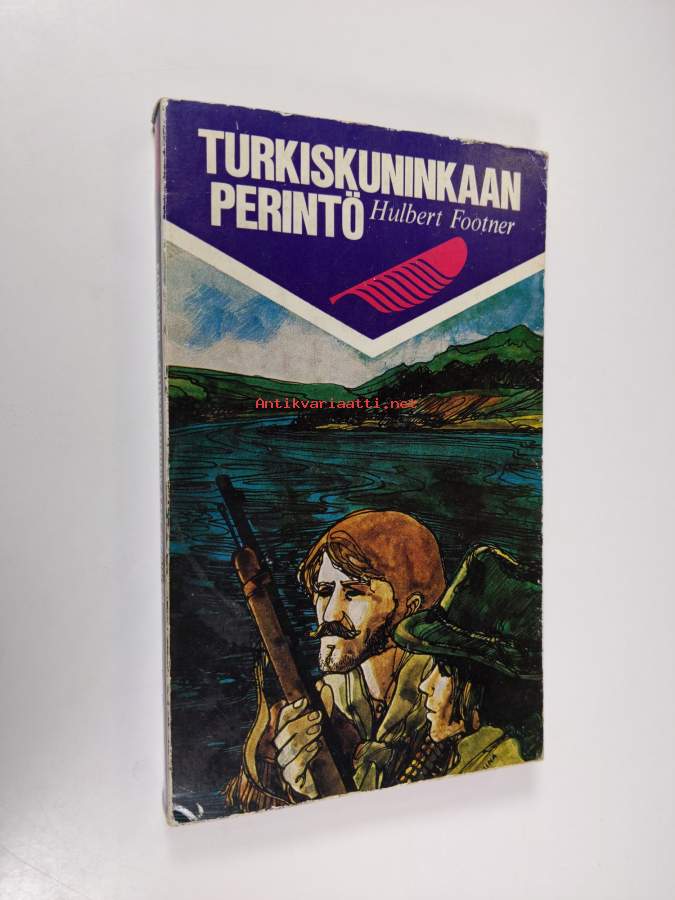 TURKISKUNINKAAN
PERINTÖ
Hulbert Footner
Antikvariaatti.net